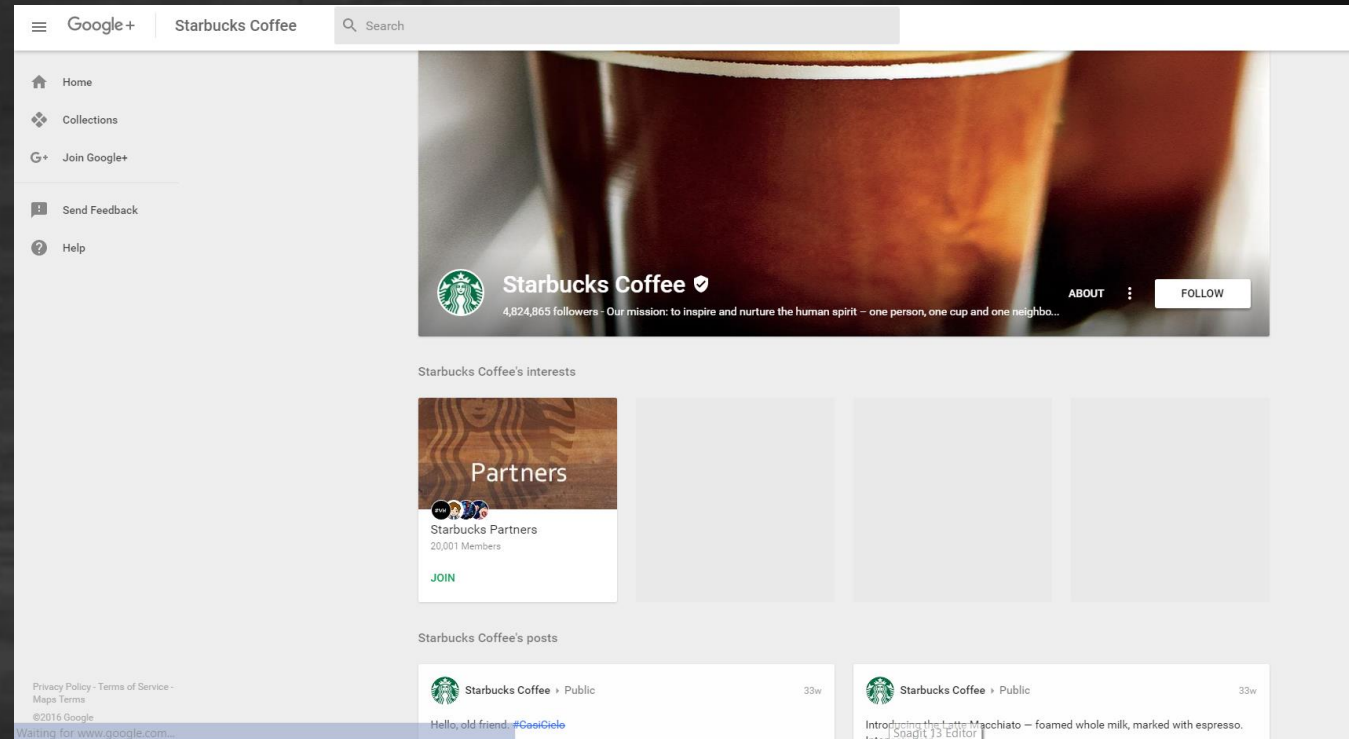 Google+
Starbucks Coffee
Search
Home
Collections
G+ Join Google+
Send Feedback
Help
Starbucks Coffee
4,824,865 followers - Our mission: to inspire and nurture the human spirit – one person, one cup and one neighbo...
ABOUT
FOLLOW
Starbucks Coffee's interests
Partners
Starbucks Partners
20,001 Members
JOIN
Starbucks Coffee's posts
Starbucks Coffee Public
33w
Hello, old friend. #CasiCielo
Starbucks Coffee Public
33w
Introducing the Latte Macchiato — foamed whole milk, marked with espresso.
Privacy Policy - Terms of Service -
Maps Terms
©2016 Google
Waiting for www.google.com...
Snagit 13 Editor